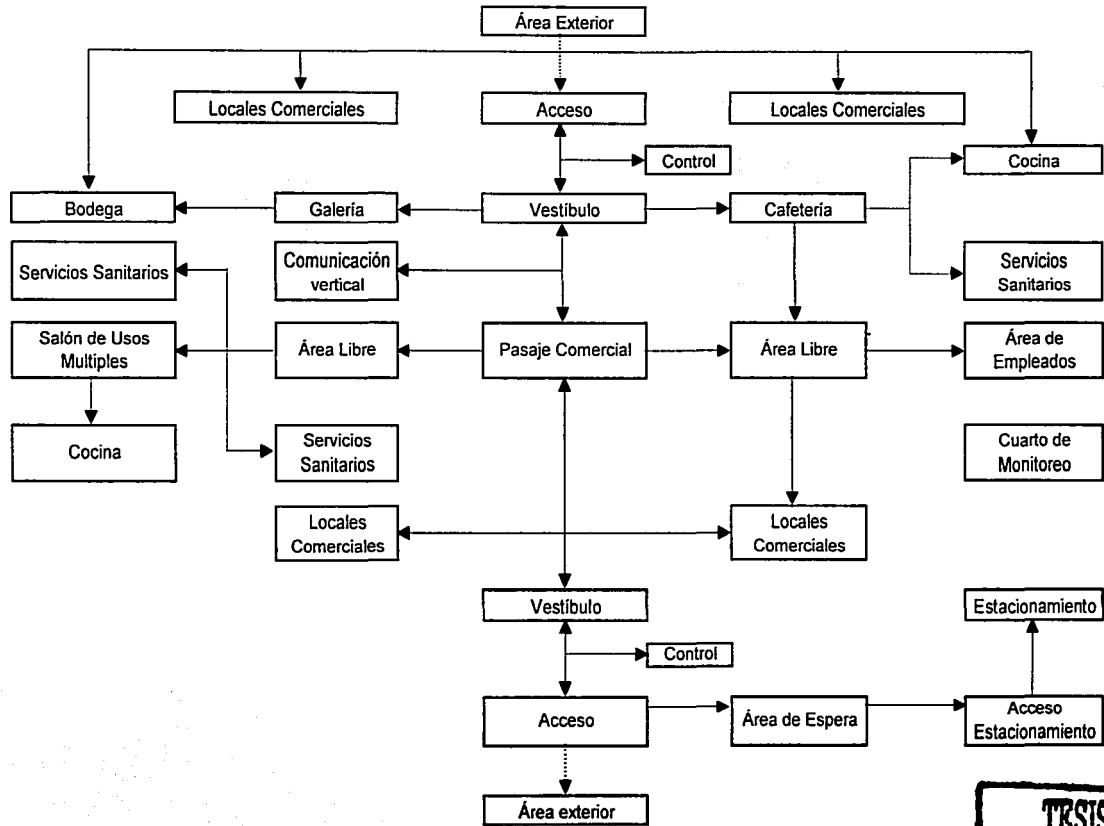 Área Exterior
Locales Comerciales
Acceso
Locales Comerciales
Control
Cocina
Bodega
Galería
Vestíbulo
Cafetería
Servicios Sanitarios
Comunicación
vertical
Servicios
Sanitarios
Salón de Usos
Multiples
Área Libre
Pasaje Comercial
Área Libre
Área de
Empleados
Cocina
Servicios
Sanitarios
Cuarto de
Monitoreo
Locales
Comerciales
Locales
Comerciales
Vestíbulo
Estacionamiento
Control
Acceso
Área de Espera
Acceso
Estacionamiento
Área exterior
TESIS